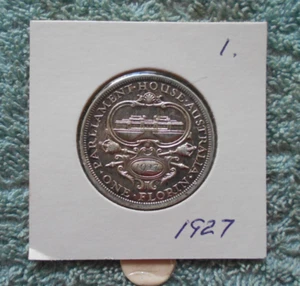 1.
PARLIAMENT·HOUSE·AUSTRALIA
1927
·ONE·FLORIN·
1927